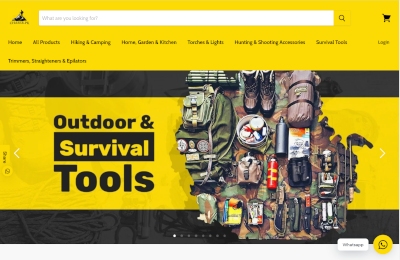 What are you looking for?
Home All Products Hiking & Camping Home, Garden & Kitchen Torches & Lights Hunting & Shooting Accessories Survival Tools Login
Trimmers, Straighteners & Epilators
Outdoor &
Survival
Tools
Share
Whatsapp